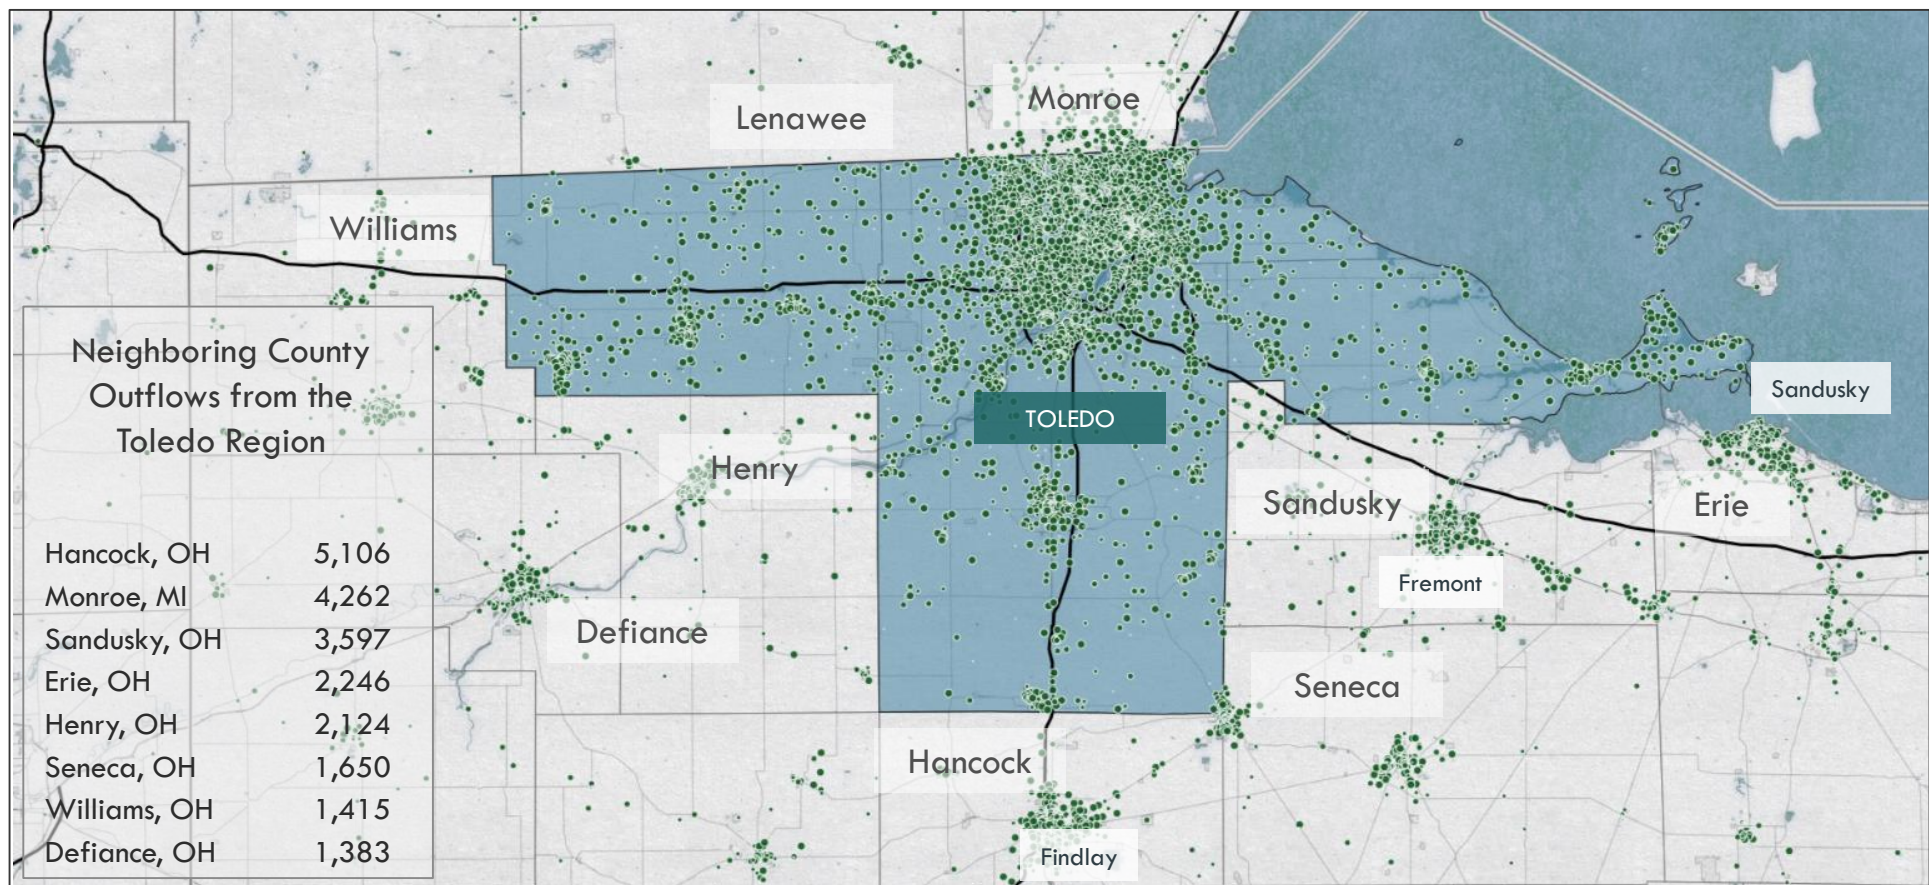 Lenawee
Monroe
Williams
Neighboring County
Outflows from the
Toledo Region
Hancock, OH 5,106
Monroe, MI 4,262
Sandusky, OH 3,597
Erie, OH 2,246
Henry, OH 2,124
Seneca, OH 1,650
Williams, OH 1,415
Defiance, OH 1,383
Sandusky
TOLEDO
Henry
Sandusky
Erie
Fremont
Defiance
Seneca
Hancock
Findlay